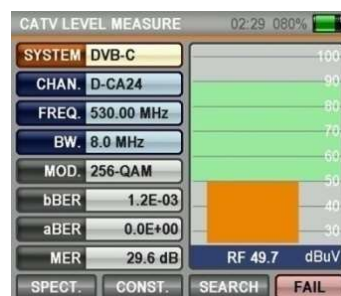 CATV LEVEL MEASURE 02:29 080%
SYSTEM DVB-C
CHAN. D-CA24
FREQ. 530.00 MHz
BW. 8.0 MHz
MOD. 256-QAM
bBER 1.2E-03
aBER 0.0E+00
MER 29.6 dB
100
90
80
70
60
50
40
30
RF 49.7 dBuV
SPECT. CONST. SEARCH FAIL